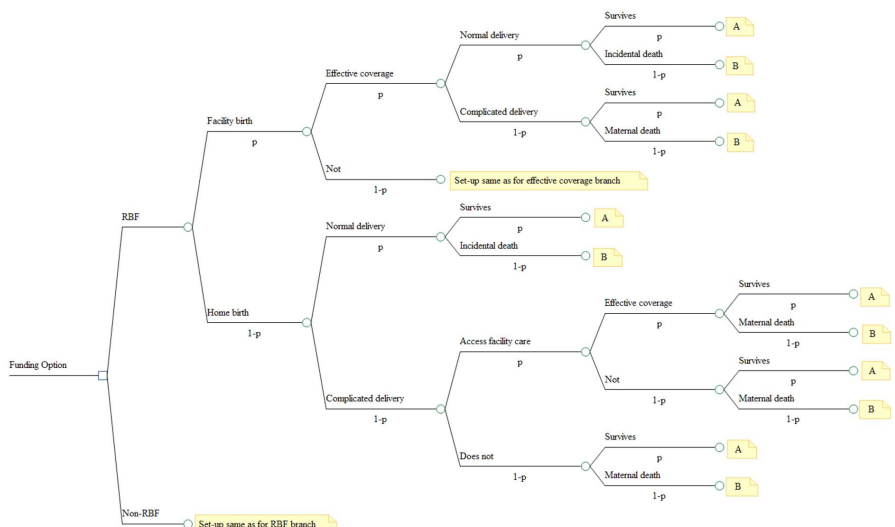 Survives
A
p
Normal delivery
Incidental death
p
B
1-p
Effective coverage
Survives
p
A
p
Complicated delivery
Maternal death
1-p
B
1-p
Facility birth
p
Not
Set-up same as for effective coverage branch
1-p
RBF
Survives
A
p
Normal delivery
Incidental death
p
B
1-p
Home birth
1-p
Survives
A
p
Effective coverage
Maternal death
p
B
1-p
Access facility care
p
Survives
A
p
Not
Maternal death
1-p
B
1-p
Complicated delivery
1-p
Survives
A
p
Does not
Maternal death
1-p
B
1-p
Funding Option
Non-RBF
Set-up same as for RBF branch